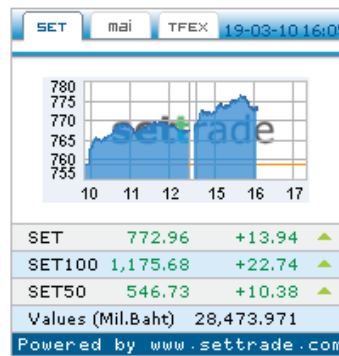 SET mai TFEX 19-03-10 16:05
780
775
770
765
760
755
settrade
10 11 12 15 16 17
SET 772.96 +13.94
SET100 1,175.68 +22.74
SET50 546.73 +10.38
Values (Mil.Baht) 28,473.971
Powered by www.settrade.com